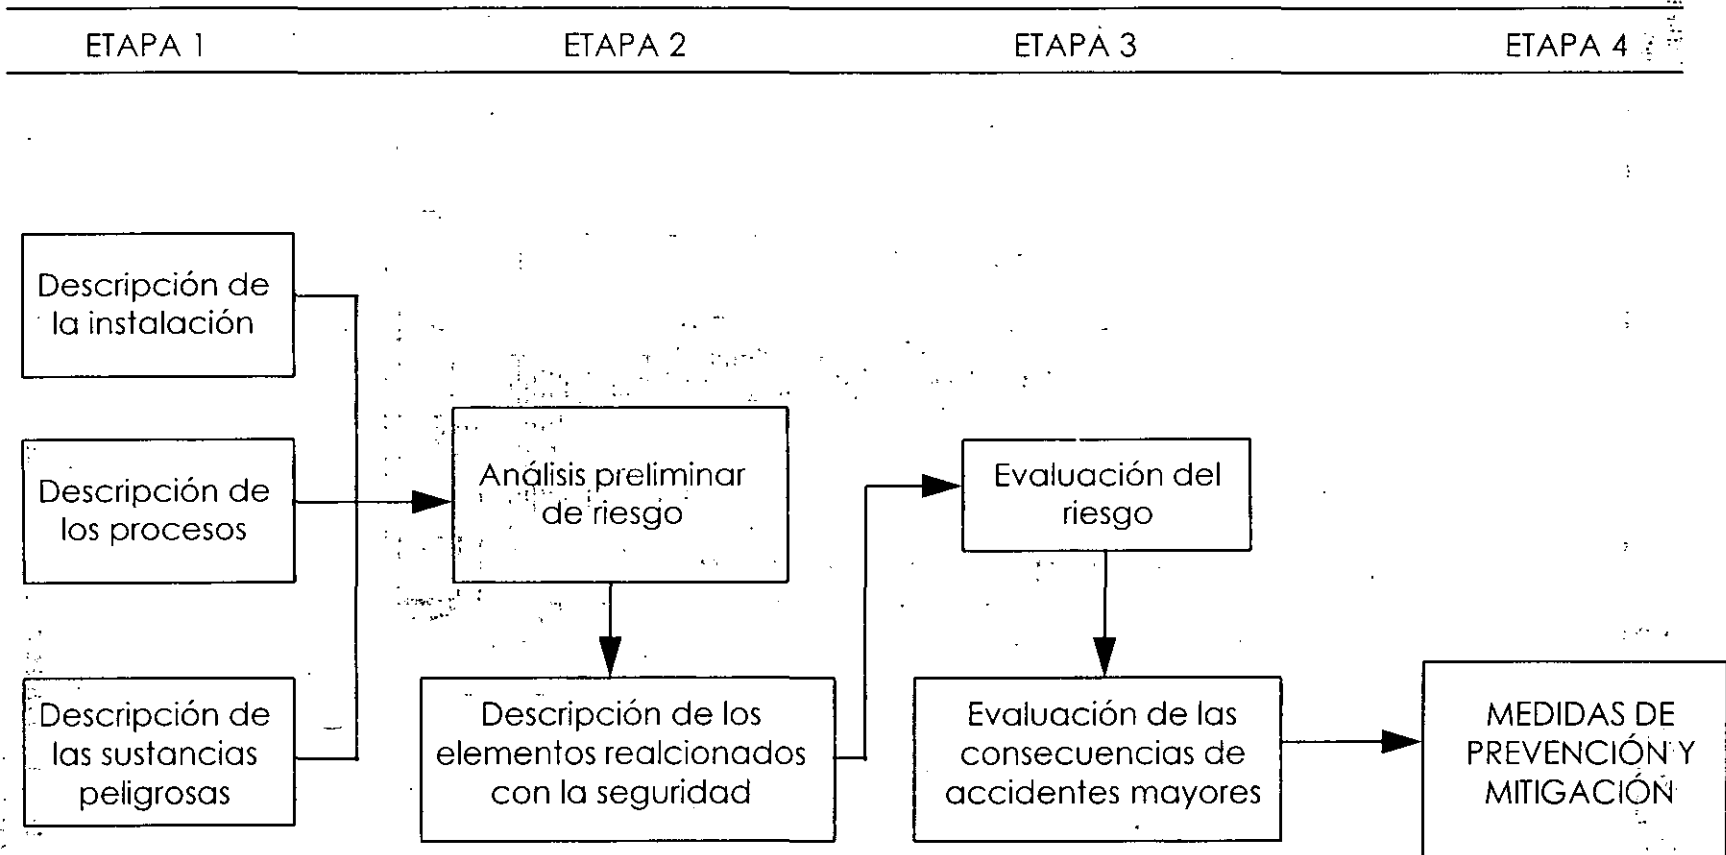 ETAPA 1
ETAPA 2
ETAPA 3
ETAPA 4
Descripción de
la instalación
Descripción de
los procesos
Descripción de
las sustancias
peligrosas
Análisis preliminar
de riesgo
Descripción de los
elementos realcionados
con la seguridad
Evaluación del
riesgo
Evaluación de las
consecuencias de
accidentes mayores
MEDIDAS DE
PREVENCIÓN Y
MITIGACIÓN